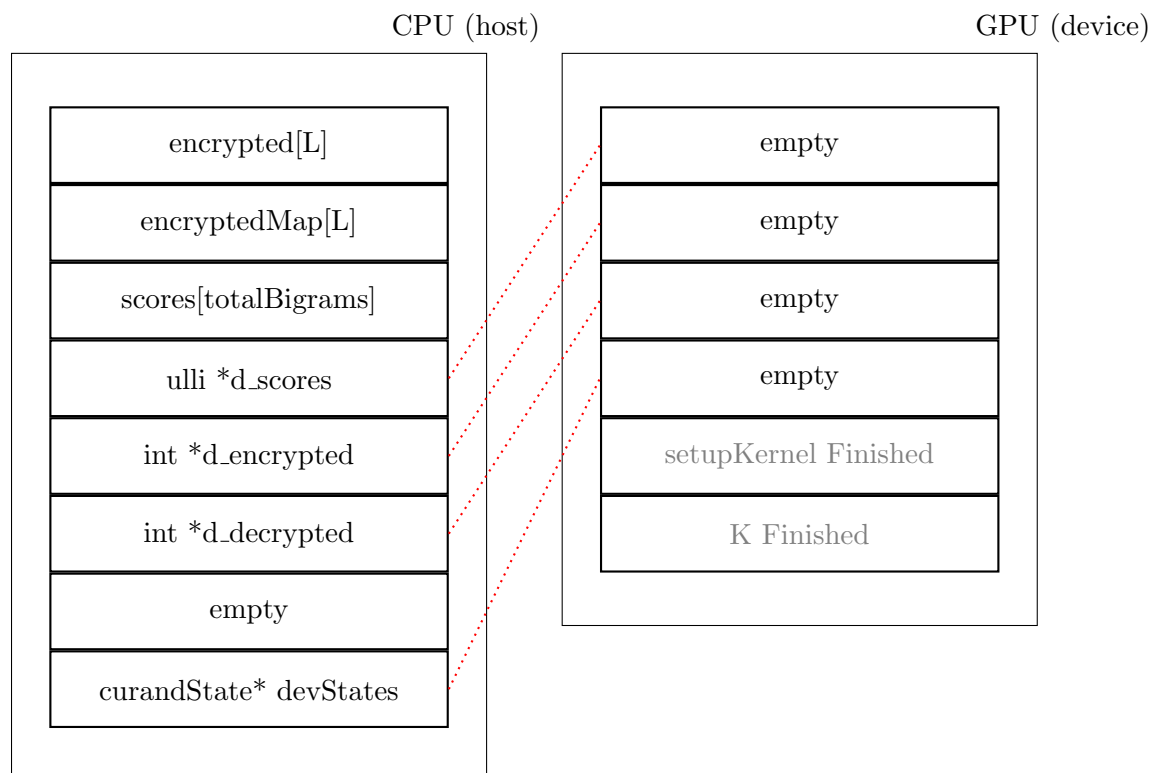 CPU (host)
encrypted[L]
encryptedMap[L]
scores[totalBigrams]
ulli *d_scores
int *d_encrypted
int *d_decrypted
empty
curandState* devStates
GPU (device)
empty
empty
empty
empty
setupKernel Finished
K Finished